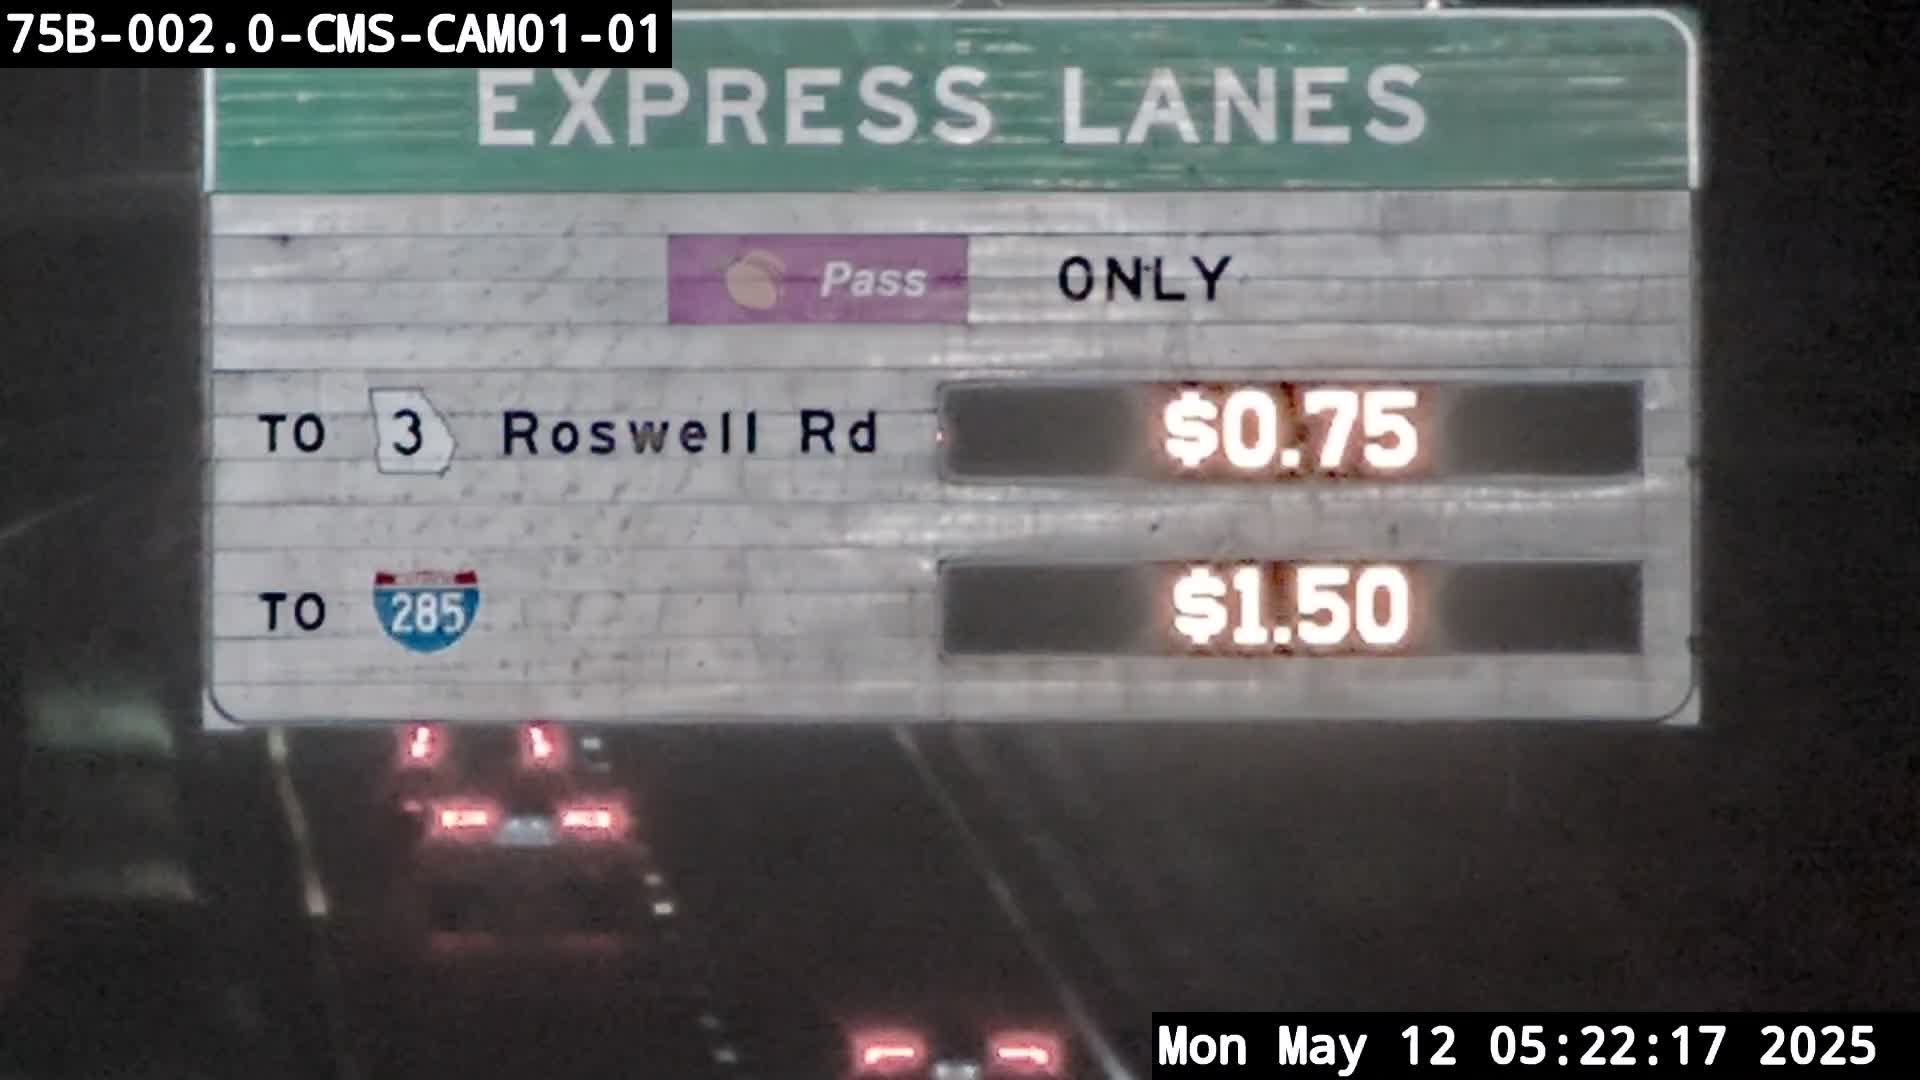 75B-002.0-CMS-CAM01-01
EXPRESS LANES
Pass ONLY
TO 3 Roswell Rd $0.75
TO 285 $1.50
Mon May 12 05:22:17 2025